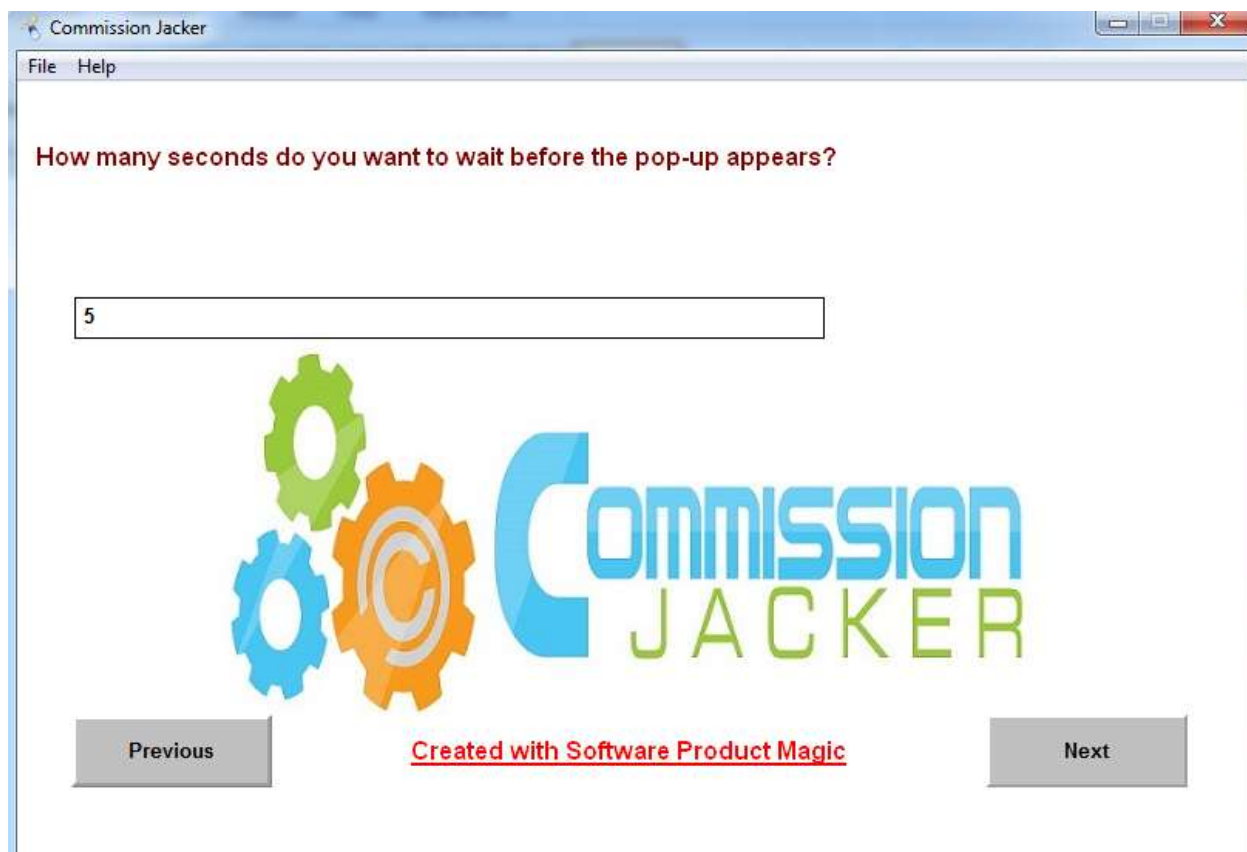 Commission Jacker
File Help
How many seconds do you want to wait before the pop-up appears?
5
COMMISSION
JACKER
Previous Created with Software Product Magic Next